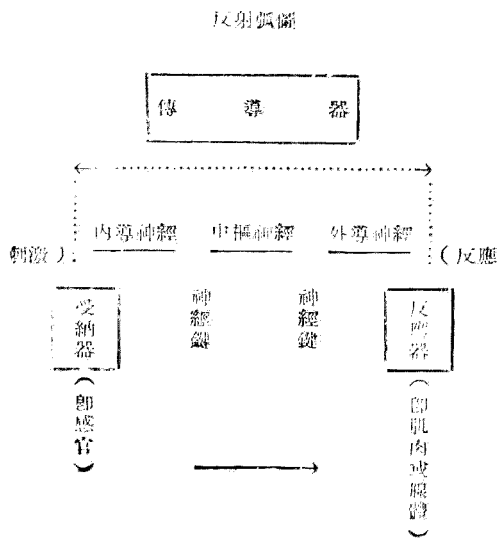 反射弧圖
傳導器
內導神經 中樞神經 外導神經
刺激) (反應
受納器
神經鍵
神經鍵
反應器
(卽感官)
(卽肌肉或腺體)